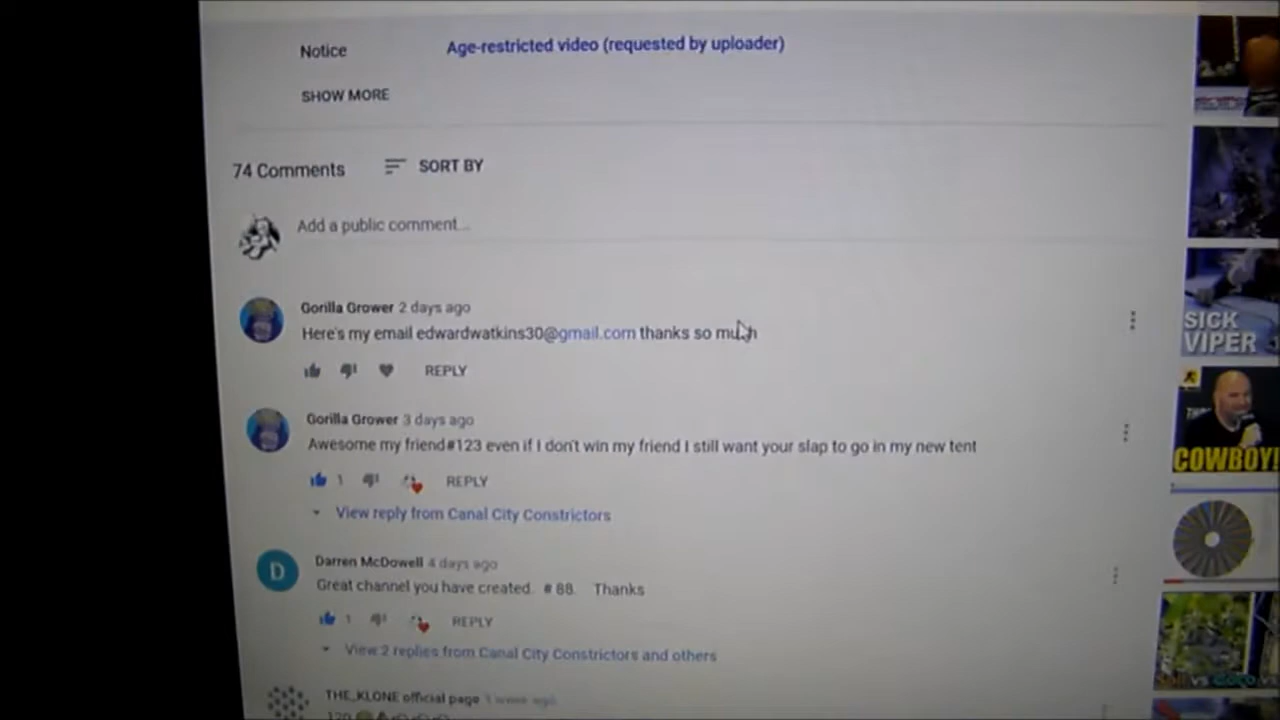 Notice Age-restricted video (requested by uploader)
SHOW MORE
74 Comments SORT BY
Add a public comment...
Gorilla Grower 2 days ago
Here's my email edwardwatkins30@gmail.com thanks so much
REPLY
Gorilla Grower 3 days ago
Awesome my friend#123 even if I don't win my friend I still want your slap to go in my new tent
1 REPLY
View reply from Canal City Constrictors
D
Darren McDowell 4 days ago
Great channel you have created. # 88. Thanks
1 REPLY
View 2 replies from Canal City Constrictors and others
THE_KLONE official page 1 week ago
120
SICK
VIPER
COWBOY!